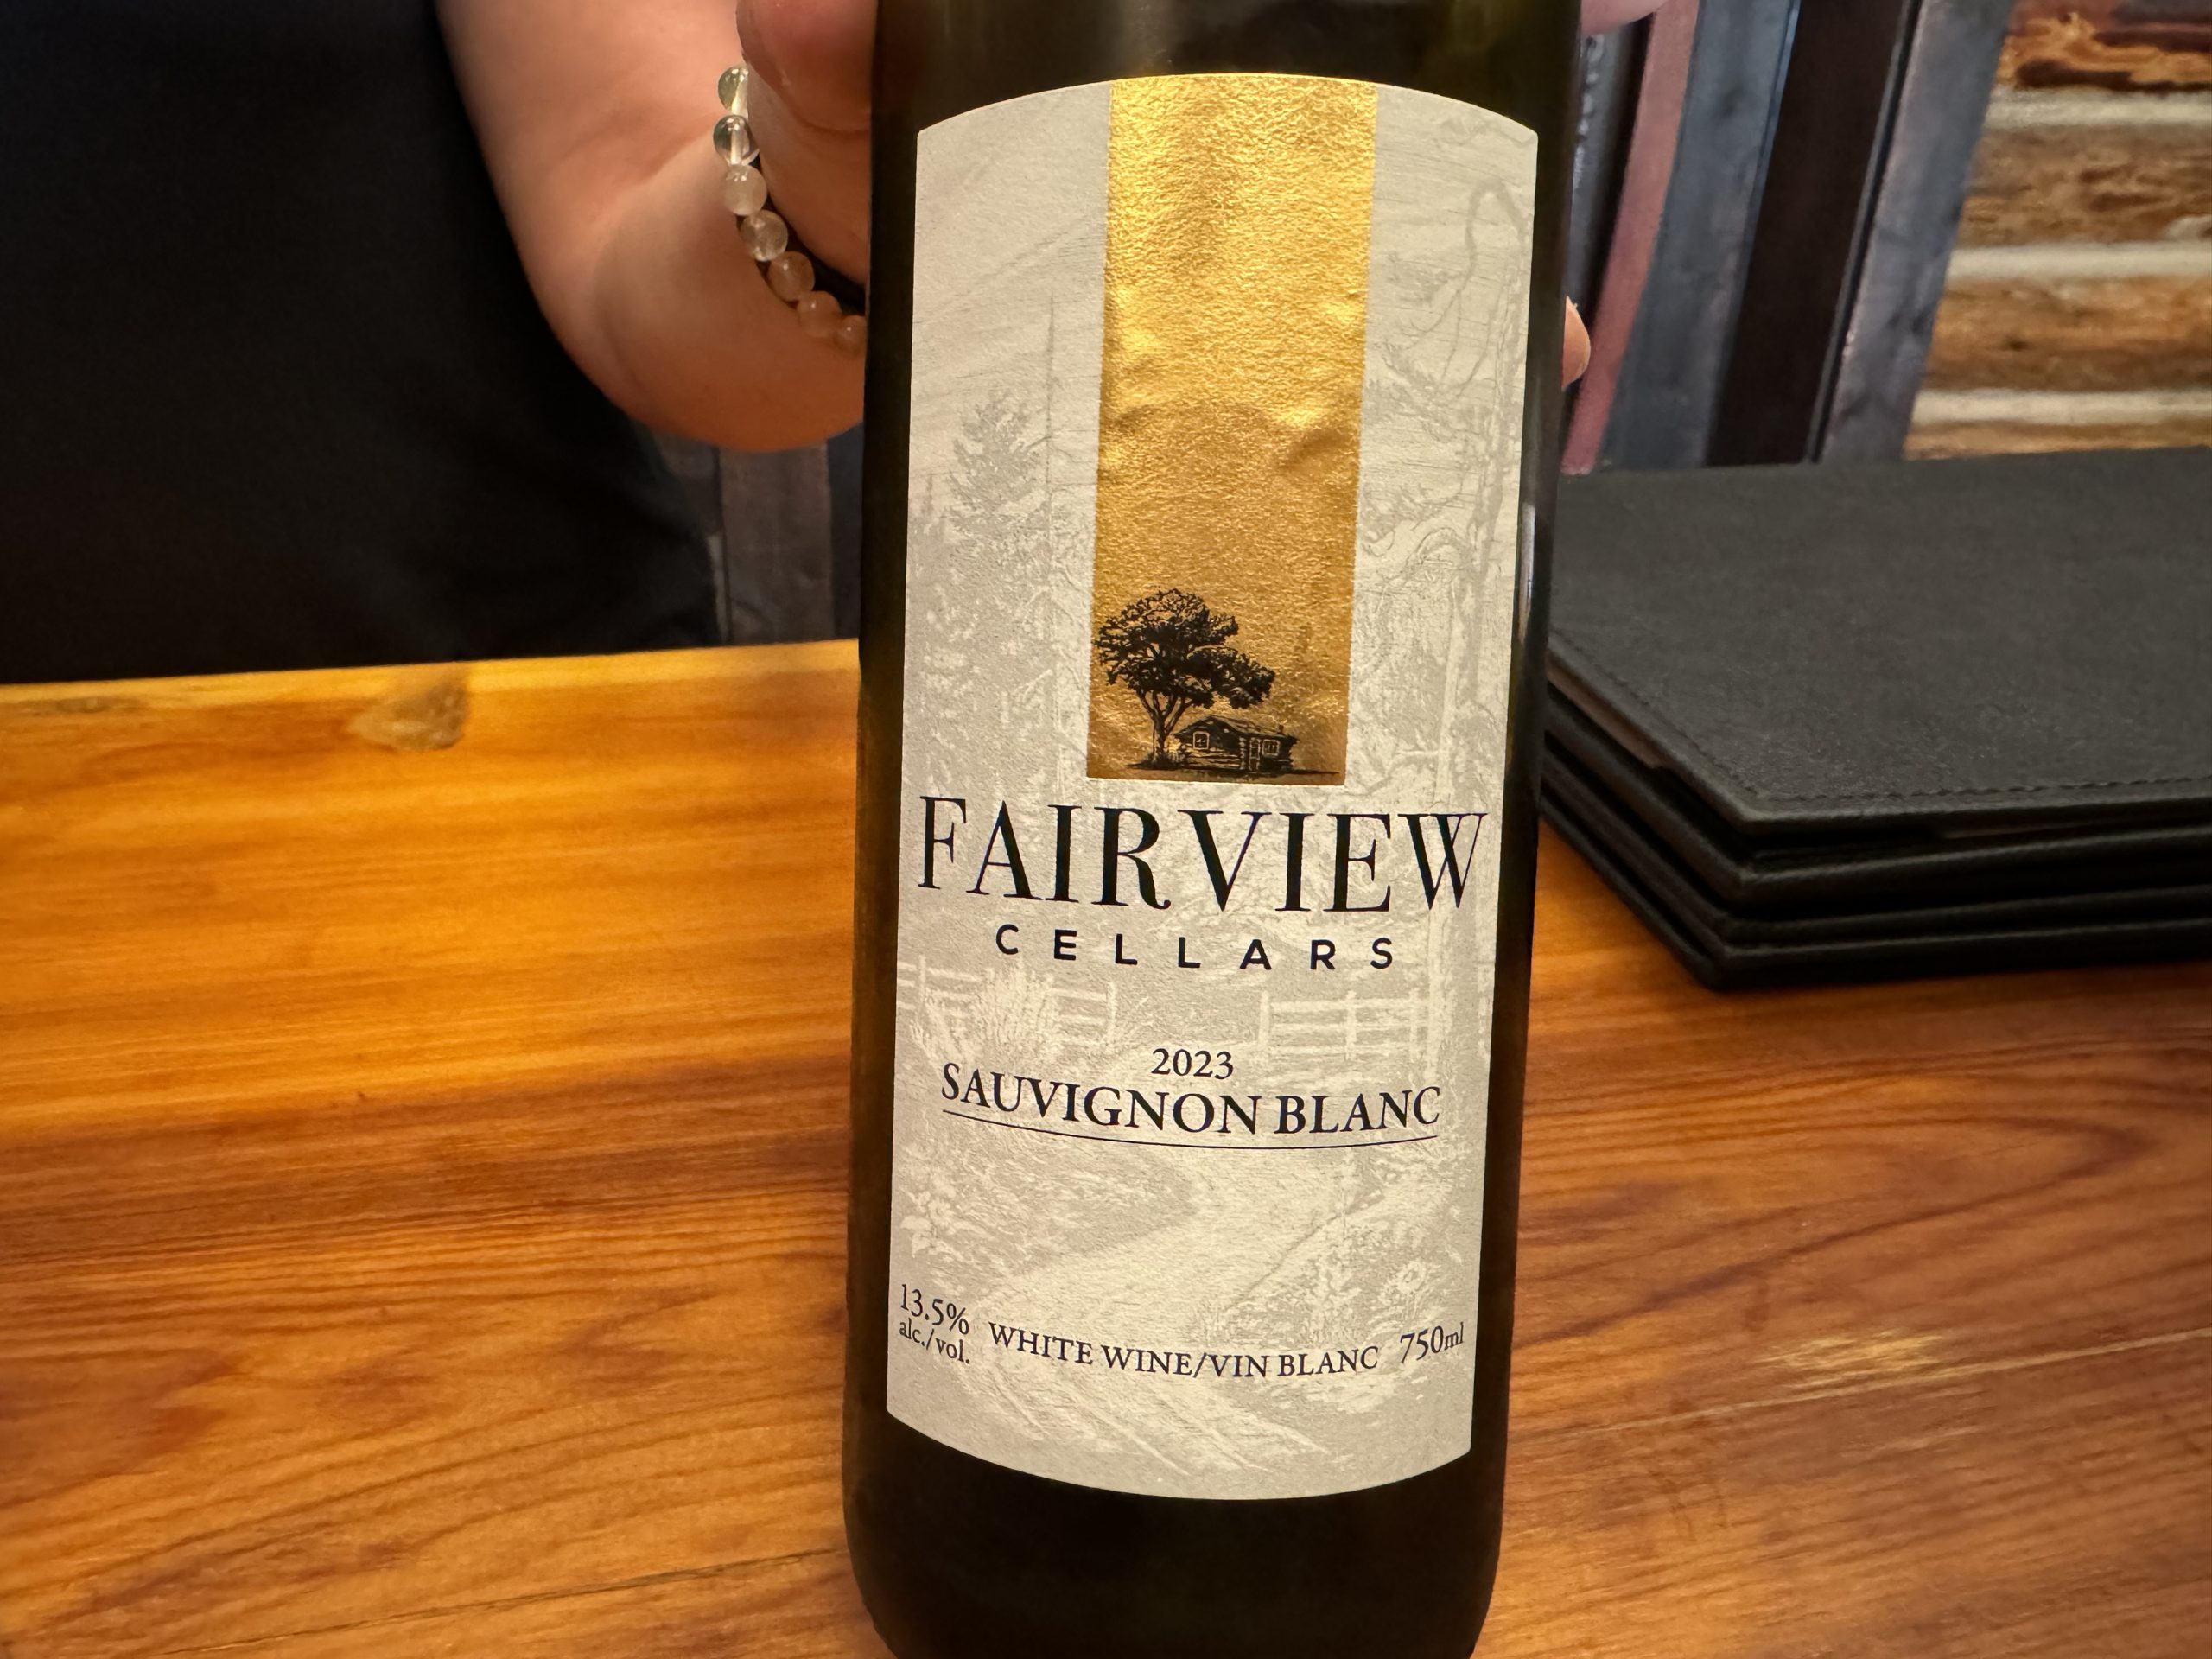 FAIRVIEW
CELLARS
2023
SAUVIGNON BLANC
13.5%
alc./vol.
WHITE WINE/VIN BLANC
750ml